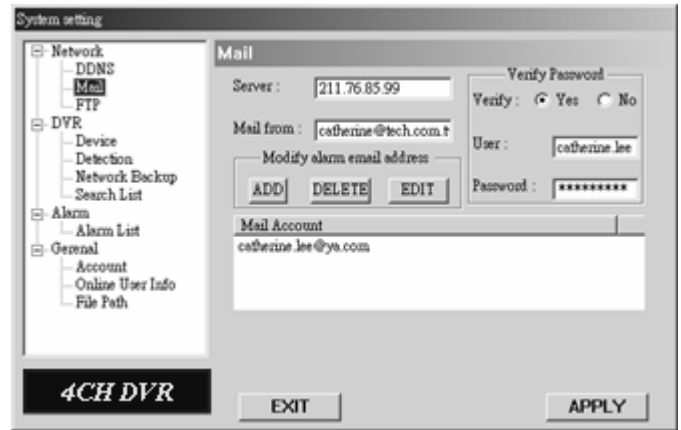 System setting
Network
DDNS
Mail
FTP
DVR
Device
Detection
Network Backup
Search List
Alarm
Alarm List
Gerenal
Account
Online User Info
File Path
4CH DVR
Mail
Server : 211.76.85.99
Mail from : catherine@tech.com.t
Modify alarm email address
ADD DELETE EDIT
Verify Password
Verify : Yes No
User : catherine.lee
Password : *********
Mail Account
catherine.lee@ya.com
EXIT APPLY